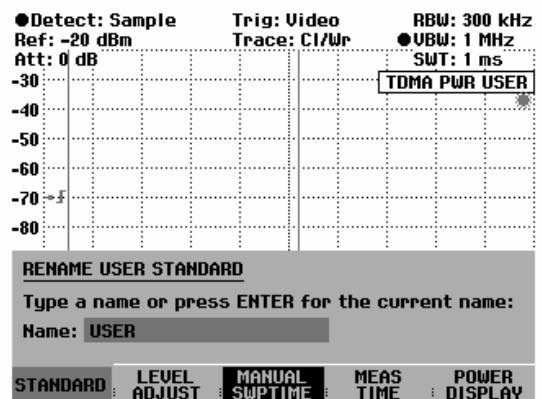 Detect: Sample Trig: Video RBW: 300 kHz
Ref: -20 dBm Trace: Cl/Wr VBW: 1 MHz
Att: 0 dB SWT: 1 ms
TDMA PWR USER
-30
-40
-50
-60
-70
-80
RENAME USER STANDARD
Type a name or press ENTER for the current name:
Name: USER
STANDARD LEVEL ADJUST MANUAL SWPTIME MEAS TIME POWER DISPLAY